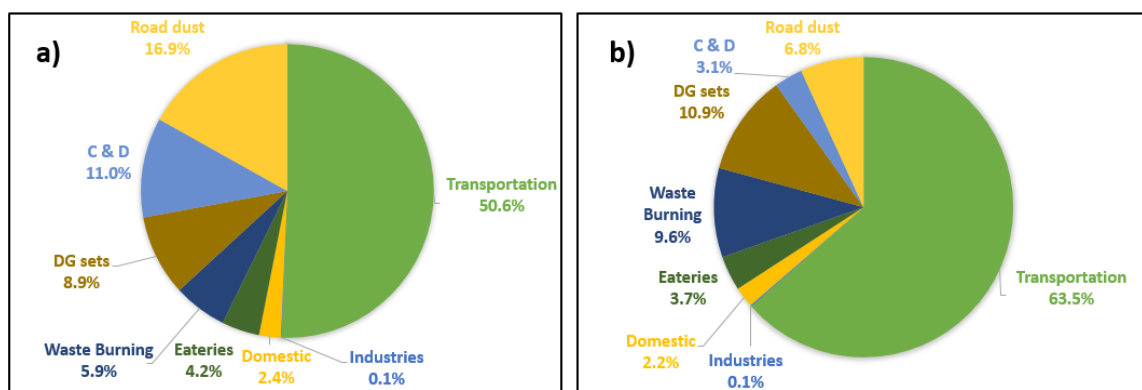 a)
Road dust
16.9%
C & D
11.0%
Transportation
50.6%
DG sets
8.9%
Waste Burning
5.9%
Eateries
4.2%
Domestic
2.4%
Industries
0.1%
b)
Road dust
6.8%
C & D
3.1%
DG sets
10.9%
Waste
Burning
9.6%
Eateries
3.7%
Transportation
63.5%
Domestic
2.2%
Industries
0.1%